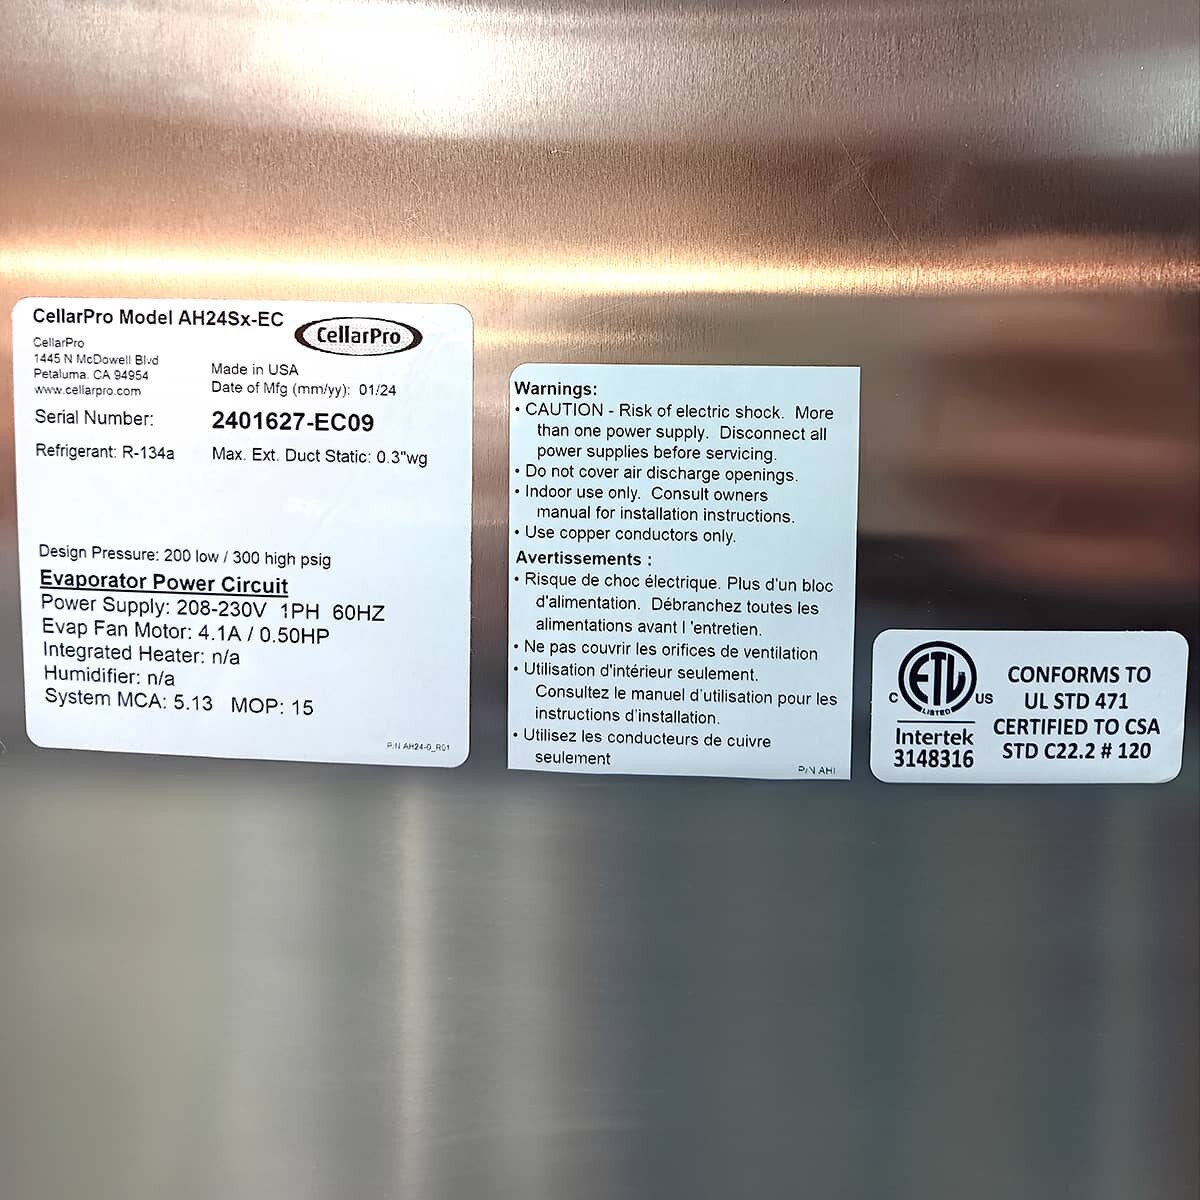 CellarPro Model AH24Sx-EC
CellarPro
CellarPro
1445 N McDowell Blvd
Petaluma, CA 94954
www.cellarpro.com
Made in USA
Date of Mfg (mm/yy): 01/24
Serial Number: 2401627-EC09
Refrigerant: R-134a Max. Ext. Duct Static: 0.3"wg
Design Pressure: 200 low / 300 high psig
Evaporator Power Circuit
Power Supply: 208-230V 1PH 60HZ
Evap Fan Motor: 4.1A / 0.50HP
Integrated Heater: n/a
Humidifier: n/a
System MCA: 5.13 MOP: 15
P/N AH24-0_R01
Warnings:
• CAUTION - Risk of electric shock. More
than one power supply. Disconnect all
power supplies before servicing.
• Do not cover air discharge openings.
• Indoor use only. Consult owners
manual for installation instructions.
• Use copper conductors only.
Avertissements :
• Risque de choc électrique. Plus d'un bloc
d'alimentation. Débranchez toutes les
alimentations avant l 'entretien.
• Ne pas couvrir les orifices de ventilation
• Utilisation d'intérieur seulement.
Consultez le manuel d'utilisation pour les
instructions d'installation.
• Utilisez les conducteurs de cuivre
seulement
P/N AHI
C ETL US
LISTED
Intertek
3148316
CONFORMS TO
UL STD 471
CERTIFIED TO CSA
STD C22.2 # 120